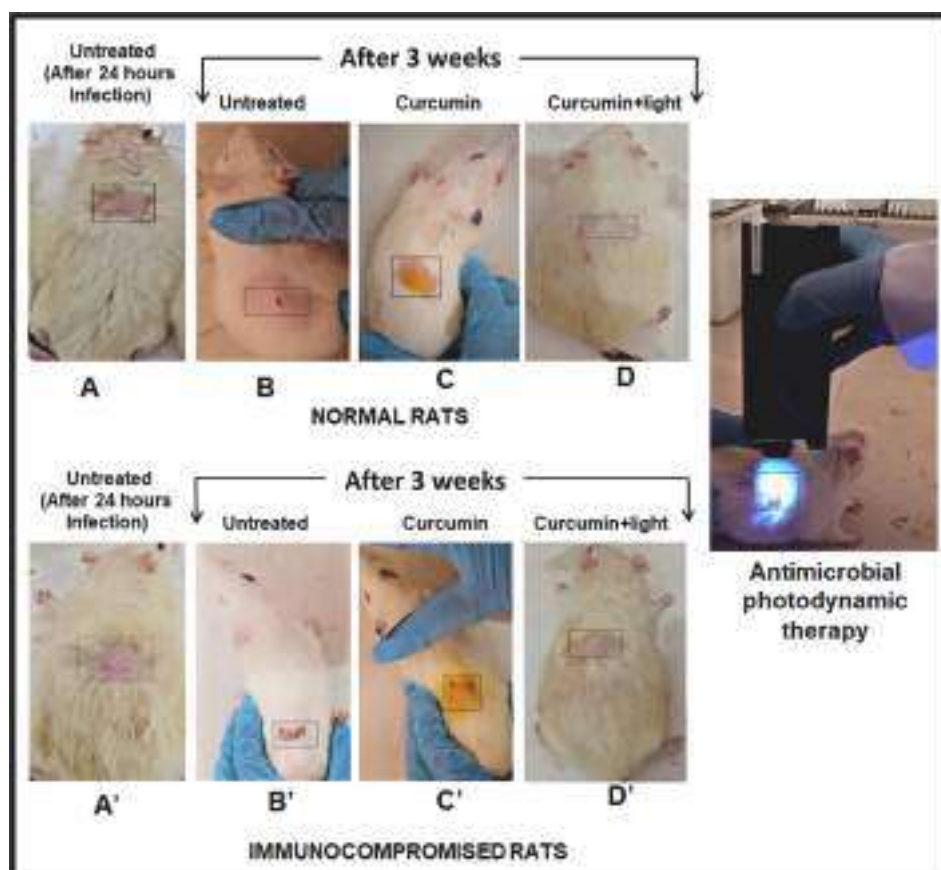 Untreated
(After 24 hours
Infection)
After 3 weeks
Untreated
Curcumin
Curcumin+light
A
B
C
D
NORMAL RATS
Untreated
(After 24 hours
Infection)
After 3 weeks
Untreated
Curcumin
Curcumin+light
A'
B'
C'
D'
IMMUNOCOMPROMISED RATS
Antimicrobial
photodynamic
therapy